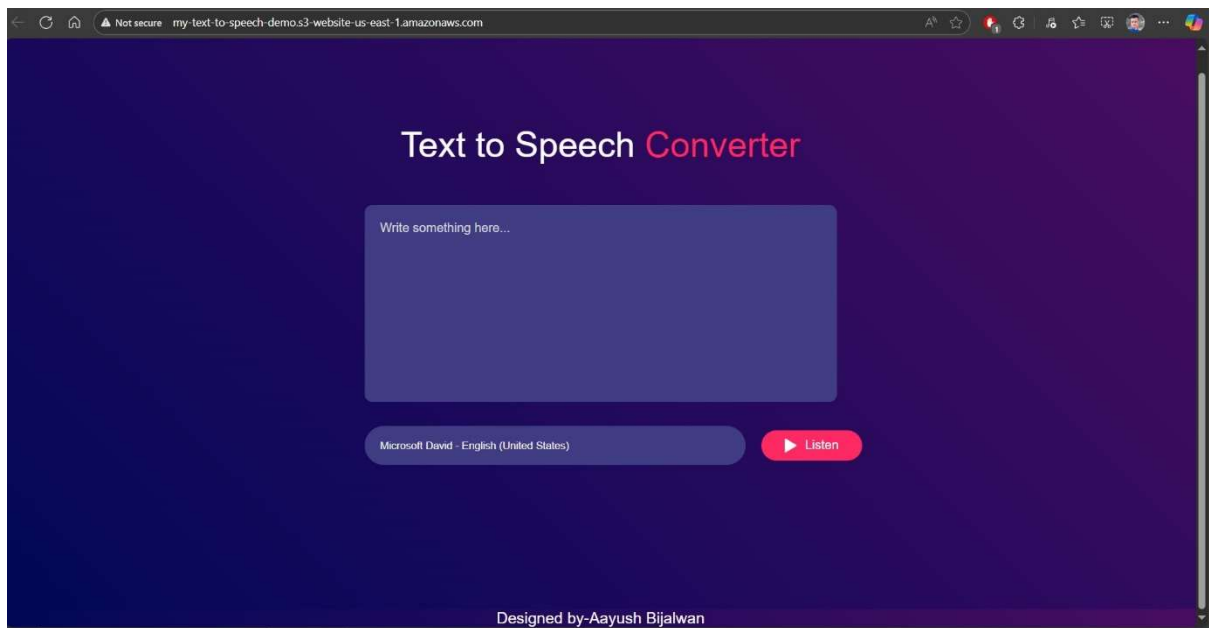 Not secure my-text-to-speech-demo.s3-website-us-east-1.amazonaws.com
Text to Speech Converter
Write something here...
Microsoft David - English (United States)
Listen
Designed by-Aayush Bijalwan